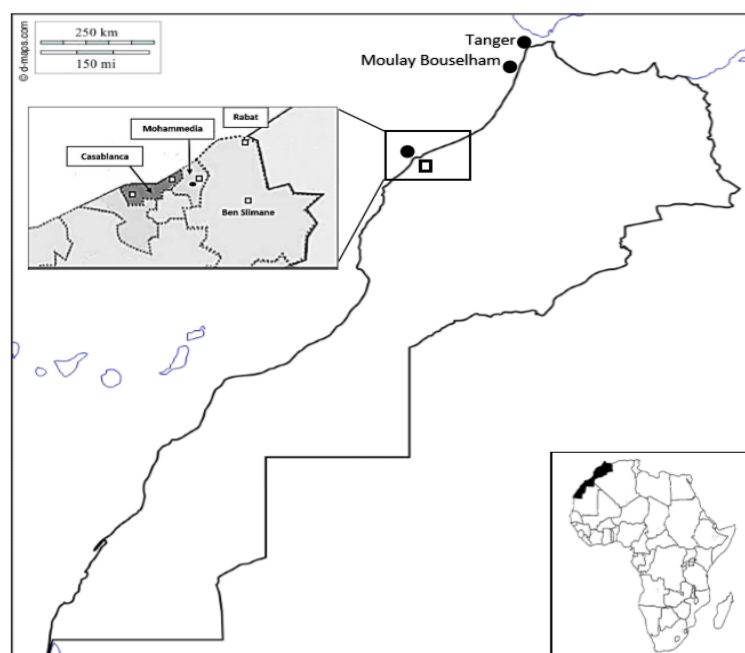 © d-maps.com
250 km
150 mi
Tanger
Moulay Bouselham
Rabat
Mohammedia
Casablanca
Ben Slimane